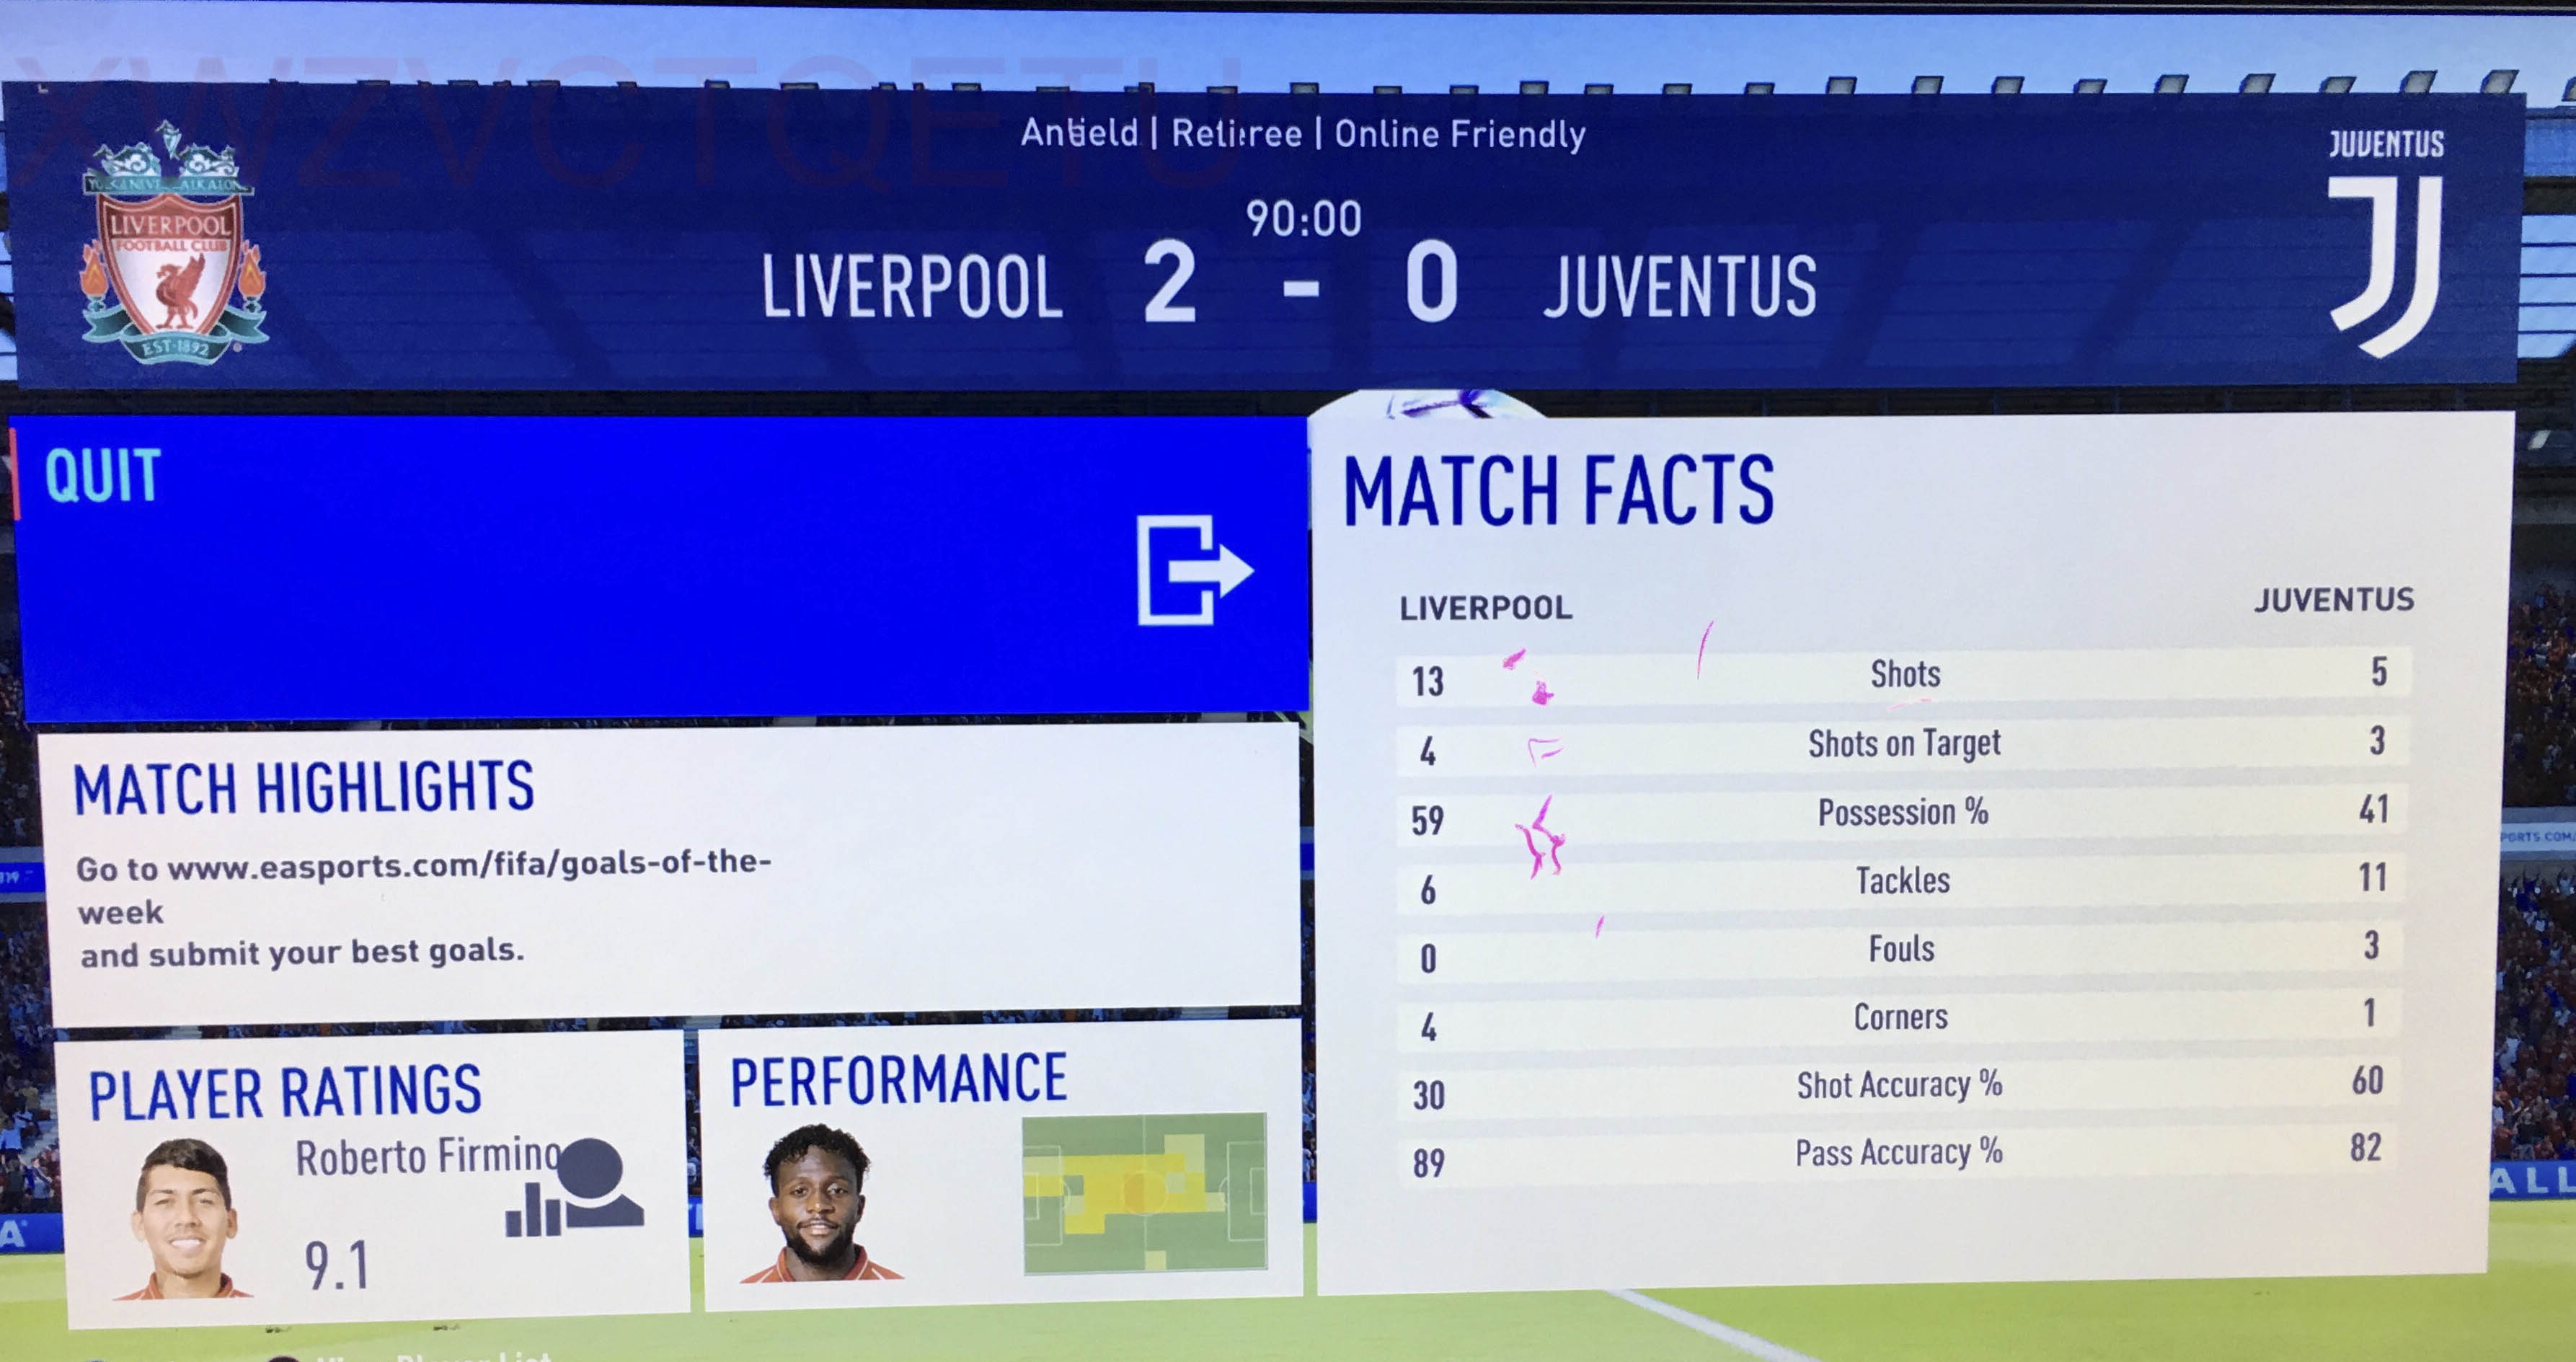 XWZVCTQETU
| Online Friendly
LIVERPOOL
FOOTBALL CLUB
EST·1892
JUVENTUS
90:00
LIVERPOOL 2 - 0 JUVENTUS
QUIT
MATCH HIGHLIGHTS
Go to www.easports.com/fifa/goals-of-the-
week
and submit your best goals.
PLAYER RATINGS
Roberto Firmino
9.1
PERFORMANCE
MATCH FACTS
LIVERPOOL JUVENTUS
13 Shots 5
4 Shots on Target 3
59 Possession % 41
6 Tackles 11
0 Fouls 3
4 Corners 1
30 Shot Accuracy % 60
89 Pass Accuracy % 82